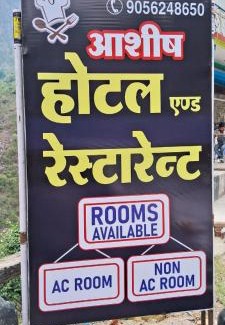 9056248650
आशीष
होटल एण्ड
रेस्टारेन्ट
ROOMS
AVAILABLE
AC ROOM
NON
AC ROOM